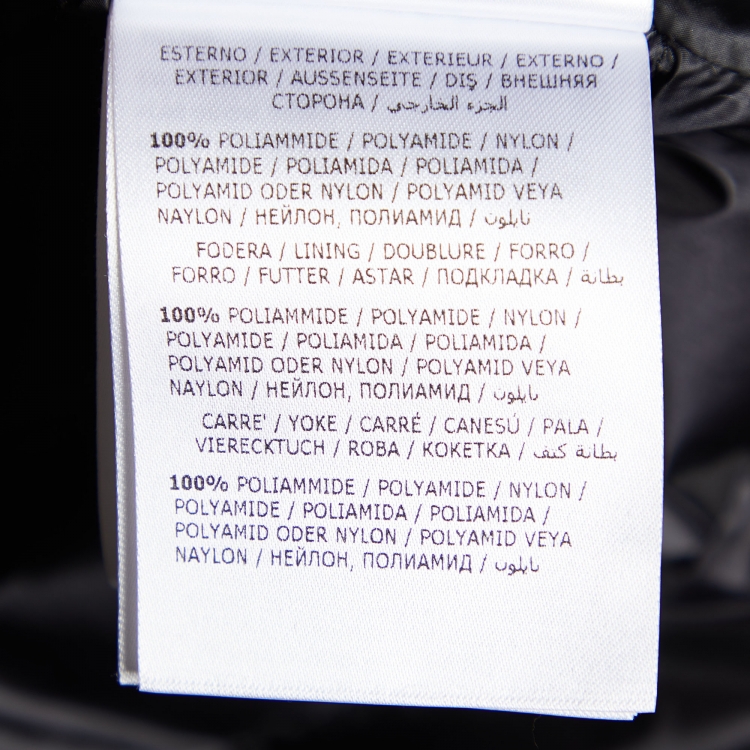 ESTERNO / EXTERIOR / EXTERIEUR / EXTERNO /
EXTERIOR / AUSSENSEITE / DIŞ / ВНЕШНЯЯ
СТОРОНА / الجزء الخارجي
100% POLIAMMIDE / POLYAMIDE / NYLON /
POLYAMIDE / POLIAMIDA / POLIAMIDA /
POLYAMID ODER NYLON / POLYAMID VEYA
NAYLON / НЕЙЛОН, ПОЛИАМИД / نايلون
FODERA / LINING / DOUBLURE / FORRO /
FORRO / FUTTER / ASTAR / ПОДКЛАДКА / بطانة
100% POLIAMMIDE / POLYAMIDE / NYLON /
POLYAMIDE / POLIAMIDA / POLIAMIDA /
POLYAMID ODER NYLON / POLYAMID VEYA
NAYLON / НЕЙЛОН, ПОЛИАМИД / نايلون
CARRE' / YOKE / CARRÉ / CANESÚ / PALA /
VIERECKTUCH / ROBA / КОКЕТКА / بطانة كتف
100% POLIAMMIDE / POLYAMIDE / NYLON /
POLYAMIDE / POLIAMIDA / POLIAMIDA /
POLYAMID ODER NYLON / POLYAMID VEYA
NAYLON / НЕЙЛОН, ПОЛИАМИД / نايلون